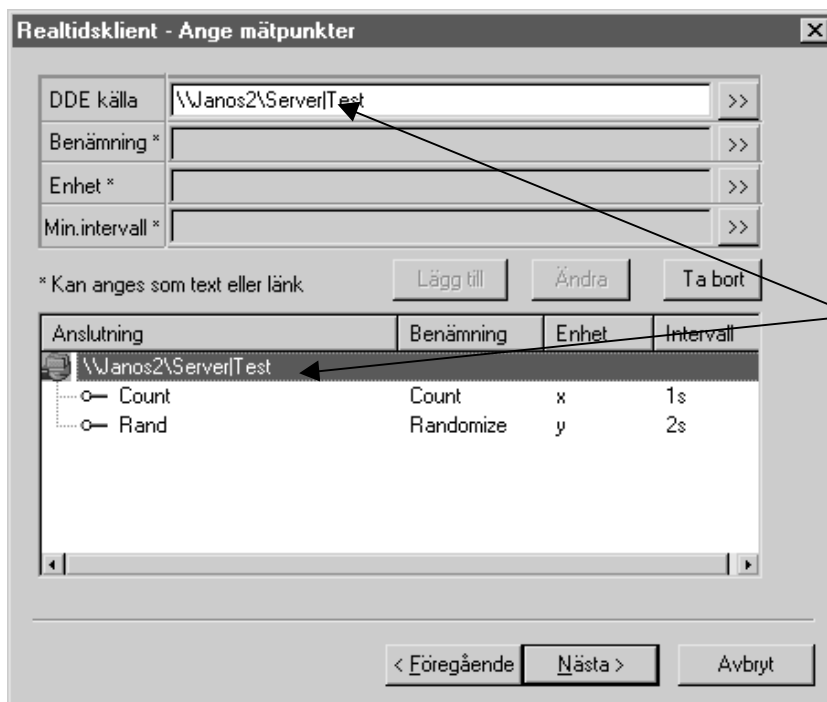 Realtidsklient - Ange mätpunkter
DDE källa \\Janos2\Server|Test >>
Benämning * >>
Enhet * >>
Min.intervall * >>
* Kan anges som text eller länk Lägg till Ändra Ta bort
Anslutning Benämning Enhet Intervall
\\Janos2\Server|Test
Count Count x 1s
Rand Randomize y 2s
< Föregående Nästa > Avbryt